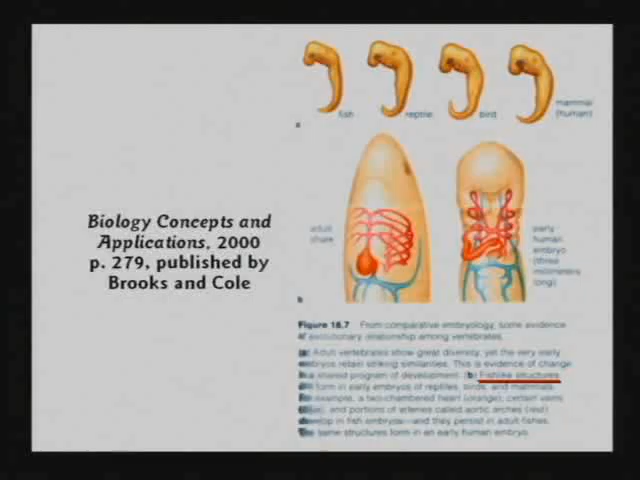 fish
reptile
bird
mammal
(human)
a
Biology Concepts and
Applications, 2000
p. 279, published by
Brooks and Cole
adult
early
human
embryo
(three
millimeters
long)
b
Figure 18.7 From comparative embryology, some evidence
of evolutionary relationship among vertebrates.
(a) Adult vertebrates show great diversity, yet the very early
embryos retain striking similarities. This is evidence of change
in a shared program of development. (b) Fishlike structures
still form in early embryos of reptiles, birds, and mammals.
For example, a two-chambered heart (orange), certain veins
(blue), and portions of arteries called aortic arches (red)
develop in fish embryos—and they persist in adult fishes.
The same structures form in an early human embryo.